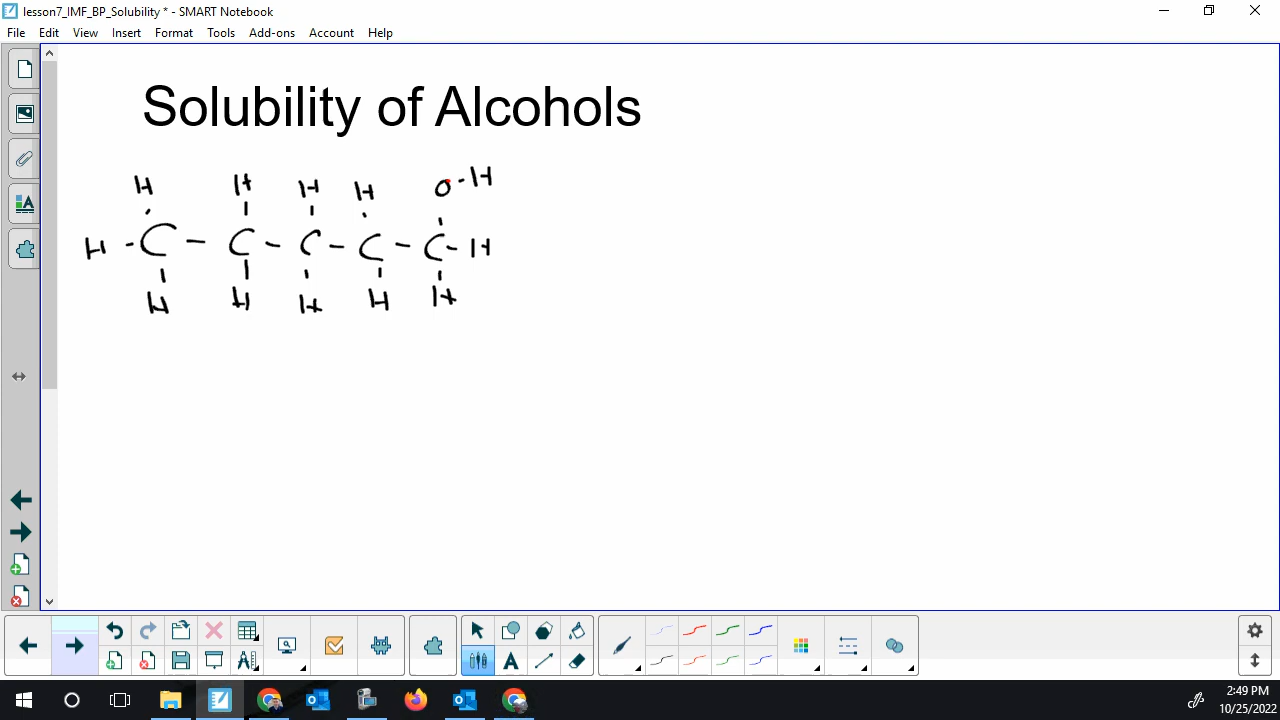 lesson7_IMF_BP_Solubility * - SMART Notebook
File Edit View Insert Format Tools Add-ons Account Help
Solubility of Alcohols
H H H H O - H
H - C - C - C - C - C - H
H H H H H
A
2:49 PM
10/25/2022